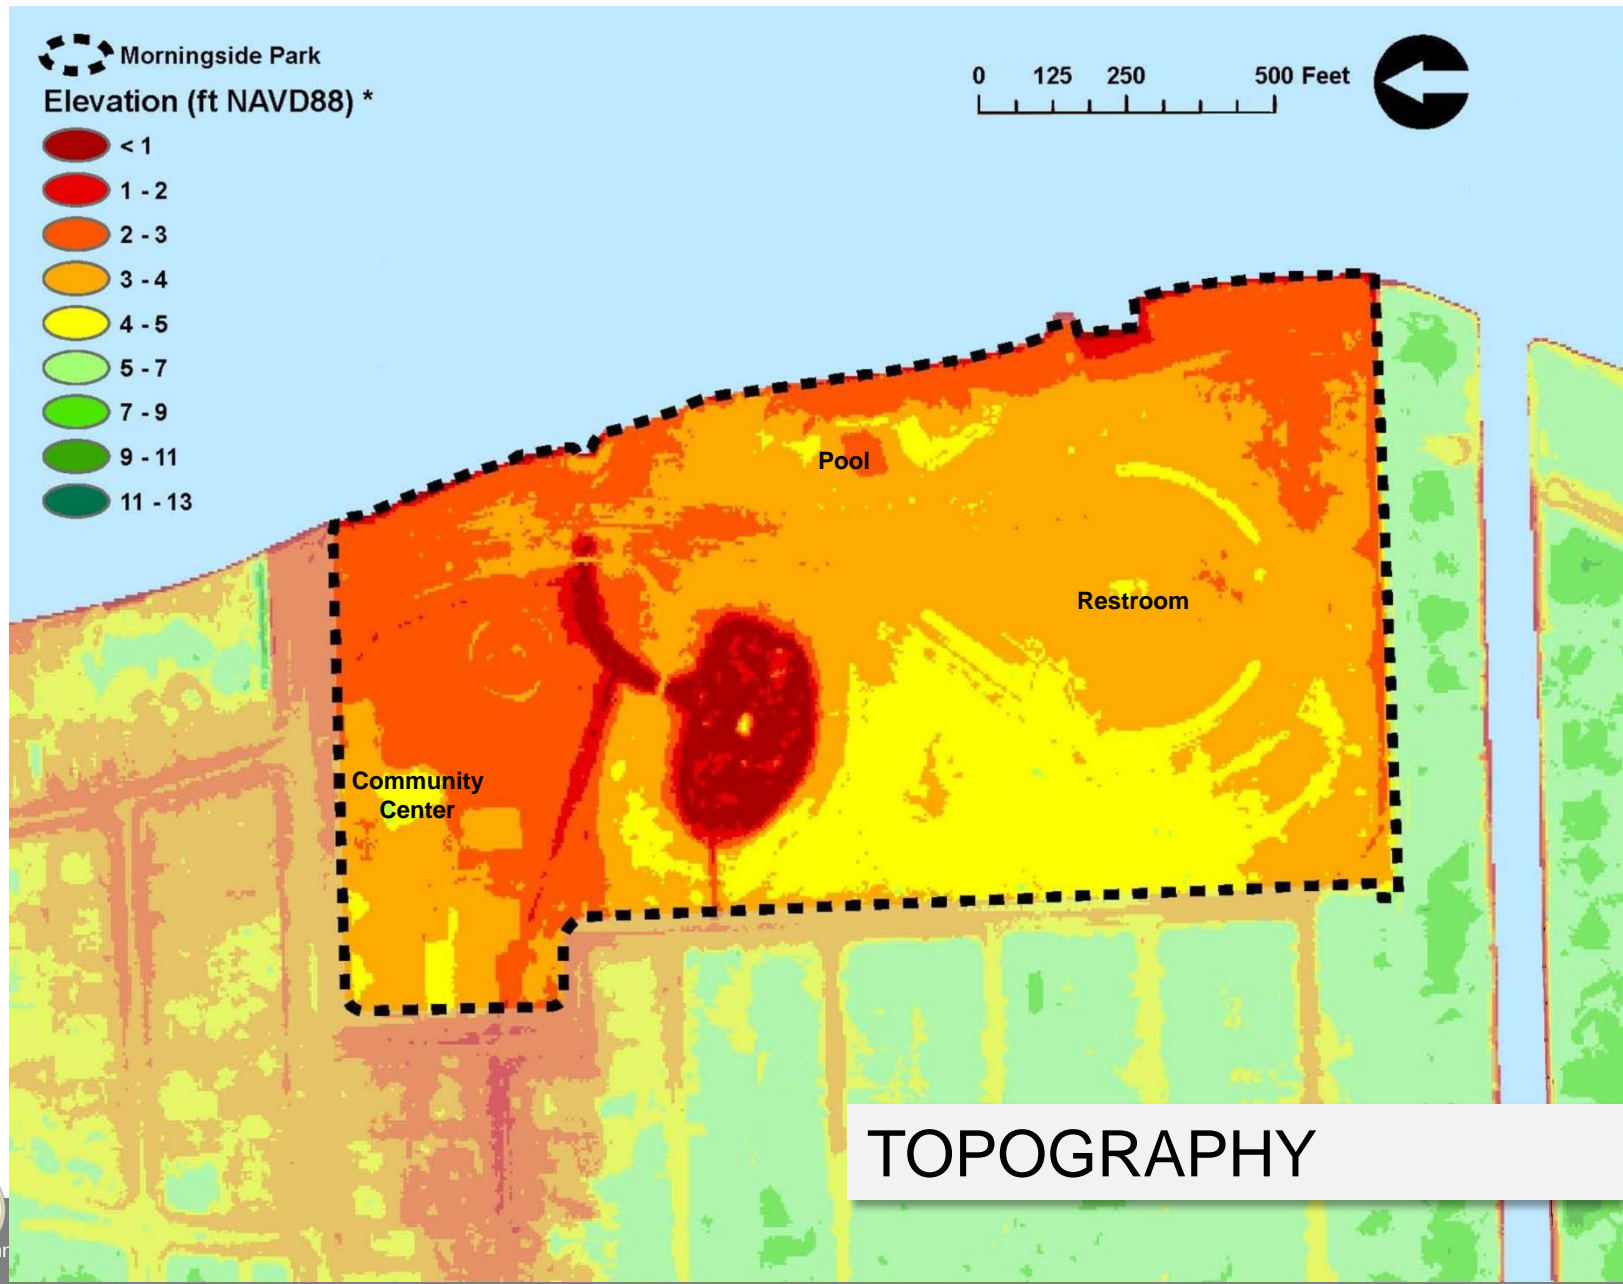 Morningside Park
Elevation (ft NAVD88) *
< 1
1 - 2
2 - 3
3 - 4
4 - 5
5 - 7
7 - 9
9 - 11
11 - 13
0 125 250 500 Feet
Pool
Restroom
Community
Center
TOPOGRAPHY